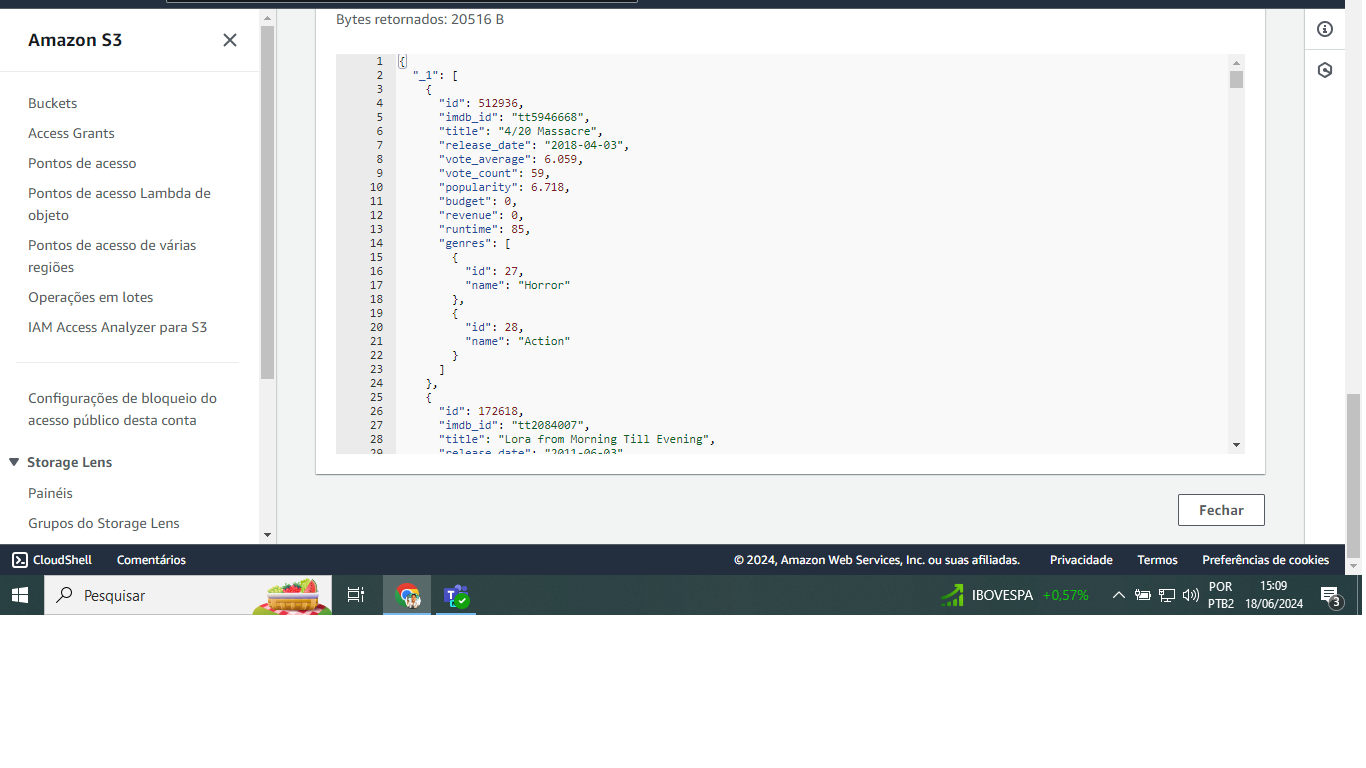 Amazon S3
Buckets
Access Grants
Pontos de acesso
Pontos de acesso Lambda de
objeto
Pontos de acesso de várias
regiões
Operações em lotes
IAM Access Analyzer para S3
Configurações de bloqueio do
acesso público desta conta
Storage Lens
Painéis
Grupos do Storage Lens
Bytes retornados: 20516 B
1 {
2 "_1": [
3 {
4 "id": 512936,
5 "imdb_id": "tt5946668",
6 "title": "4/20 Massacre",
7 "release_date": "2018-04-03",
8 "vote_average": 6.059,
9 "vote_count": 59,
10 "popularity": 6.718,
11 "budget": 0,
12 "revenue": 0,
13 "runtime": 85,
14 "genres": [
15 {
16 "id": 27,
17 "name": "Horror"
18 },
19 {
20 "id": 28,
21 "name": "Action"
22 }
23 ]
24 },
25 {
26 "id": 172618,
27 "imdb_id": "tt2084007",
28 "title": "Lora from Morning Till Evening",
29 "release_date": "2011-06-03"
Fechar
CloudShell Comentários © 2024, Amazon Web Services, Inc. ou suas afiliadas. Privacidade Termos Preferências de cookies
Pesquisar
IBOVESPA +0,57%
POR
PTB2
15:09
18/06/2024
3